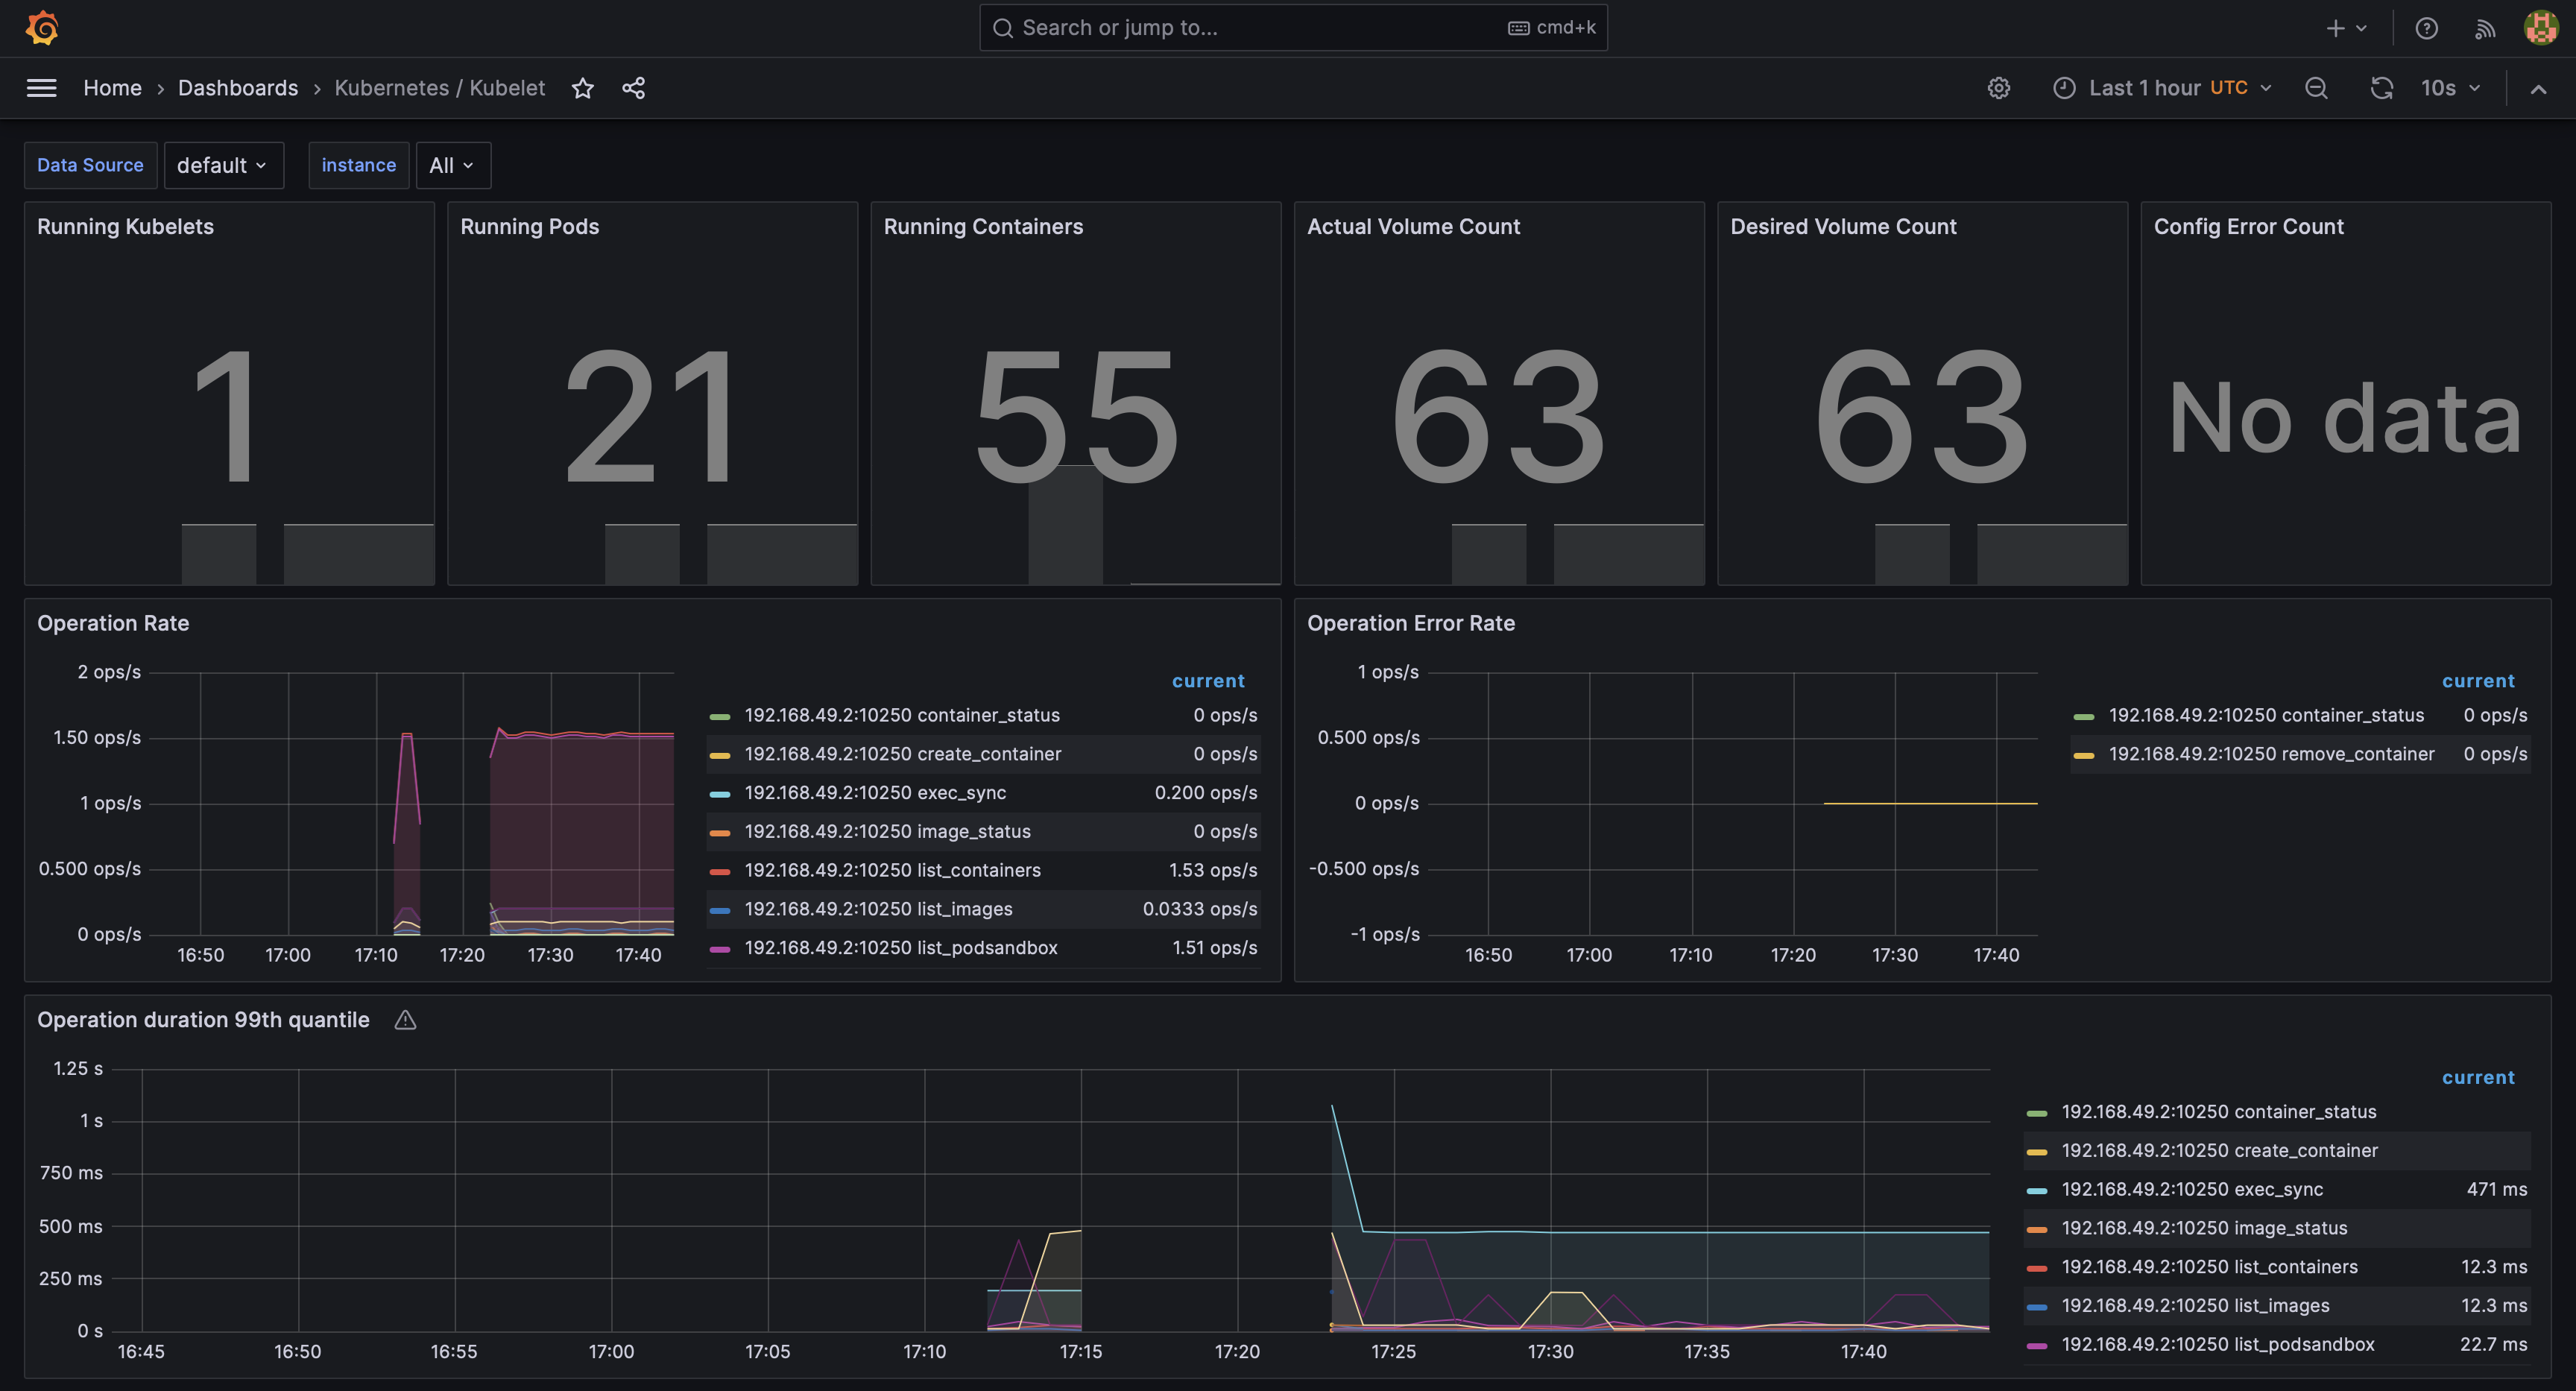 Search or jump to... cmd+k
Home › Dashboards › Kubernetes / Kubelet Last 1 hour UTC 10s
Data Source default instance All
Running Kubelets
1
Running Pods
21
Running Containers
55
Actual Volume Count
63
Desired Volume Count
63
Config Error Count
No data
Operation Rate
2 ops/s
1.50 ops/s
1 ops/s
0.500 ops/s
0 ops/s
16:50 17:00 17:10 17:20 17:30 17:40
current
192.168.49.2:10250 container_status 0 ops/s
192.168.49.2:10250 create_container 0 ops/s
192.168.49.2:10250 exec_sync 0.200 ops/s
192.168.49.2:10250 image_status 0 ops/s
192.168.49.2:10250 list_containers 1.53 ops/s
192.168.49.2:10250 list_images 0.0333 ops/s
192.168.49.2:10250 list_podsandbox 1.51 ops/s
Operation Error Rate
1 ops/s
0.500 ops/s
0 ops/s
-0.500 ops/s
-1 ops/s
16:50 17:00 17:10 17:20 17:30 17:40
current
192.168.49.2:10250 container_status 0 ops/s
192.168.49.2:10250 remove_container 0 ops/s
Operation duration 99th quantile
1.25 s
1 s
750 ms
500 ms
250 ms
0 s
16:45 16:50 16:55 17:00 17:05 17:10 17:15 17:20 17:25 17:30 17:35 17:40
current
192.168.49.2:10250 container_status
192.168.49.2:10250 create_container
192.168.49.2:10250 exec_sync 471 ms
192.168.49.2:10250 image_status
192.168.49.2:10250 list_containers 12.3 ms
192.168.49.2:10250 list_images 12.3 ms
192.168.49.2:10250 list_podsandbox 22.7 ms